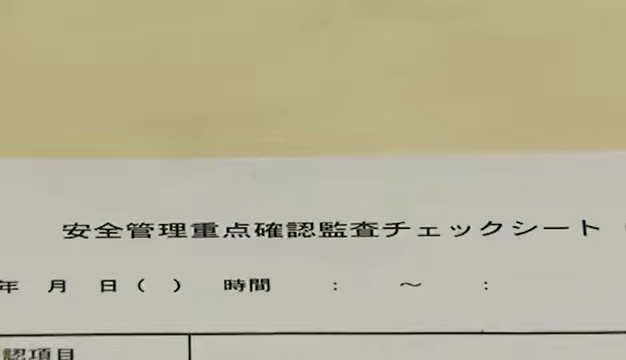 安全管理重点確認監査チェックシート（
年 月 日（ ） 時間 ： ～ ：
認項目